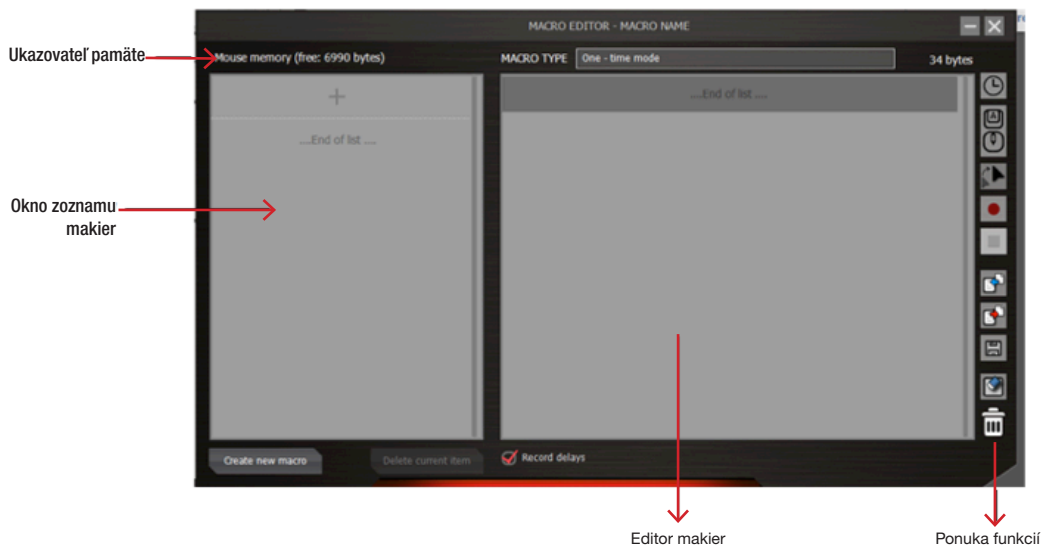 MACRO EDITOR - MACRO NAME
Ukazovateľ pamäte
Mouse memory (free: 6990 bytes)
MACRO TYPE
One - time mode
34 bytes
+
....End of list ....
....End of list ....
Okno zoznamu
makier
Create new macro
Delete current item
Record delays
Editor makier
Ponuka funkcií